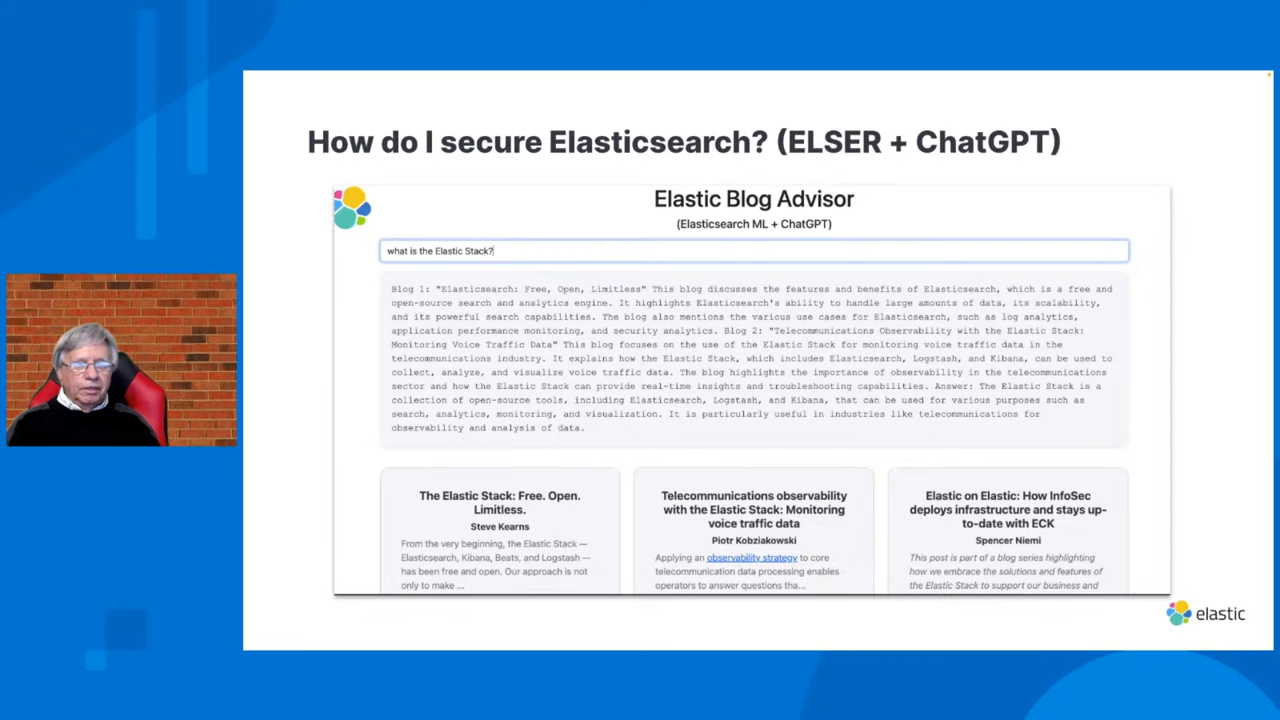 How do I secure Elasticsearch? (ELSER + ChatGPT)
Elastic Blog Advisor
(Elasticsearch ML + ChatGPT)
what is the Elastic Stack?
Blog 1: "Elasticsearch: Free, Open, Limitless" This blog discusses the features and benefits of Elasticsearch, which is a free and
open-source search and analytics engine. It highlights Elasticsearch's ability to handle large amounts of data, its scalability,
and its powerful search capabilities. The blog also mentions the various use cases for Elasticsearch, such as log analytics,
application performance monitoring, and security analytics. Blog 2: "Telecommunications Observability with the Elastic Stack:
Monitoring Voice Traffic Data" This blog focuses on the use of the Elastic Stack for monitoring voice traffic data in the
telecommunications industry. It explains how the Elastic Stack, which includes Elasticsearch, Logstash, and Kibana, can be used to
collect, analyze, and visualize voice traffic data. The blog highlights the importance of observability in the telecommunications
sector and how the Elastic Stack can provide real-time insights and troubleshooting capabilities. Answer: The Elastic Stack is a
collection of open-source tools, including Elasticsearch, Logstash, and Kibana, that can be used for various purposes such as
search, analytics, monitoring, and visualization. It is particularly useful in industries like telecommunications for
observability and analysis of data.
The Elastic Stack: Free. Open.
Limitless.
Steve Kearns
From the very beginning, the Elastic Stack —
Elasticsearch, Kibana, Beats, and Logstash —
has been free and open. Our approach is not
only to make ...
Telecommunications observability
with the Elastic Stack: Monitoring
voice traffic data
Piotr Kobziakowski
Applying an observability strategy to core
telecommunication data processing enables
operators to answer questions tha...
Elastic on Elastic: How InfoSec
deploys infrastructure and stays up-
to-date with ECK
Spencer Niemi
This post is part of a blog series highlighting
how we embrace the solutions and features of
the Elastic Stack to support our business and
elastic